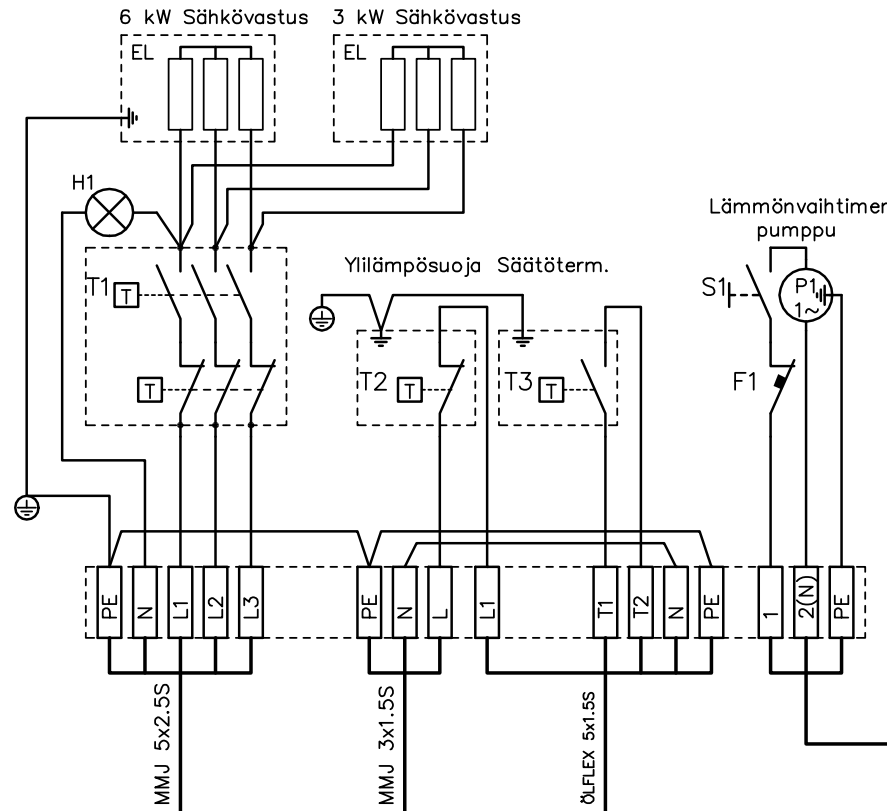 6 kW Sähkövastus
3 kW Sähkövastus
EL
EL
H1
Lämmönvaihtimen
pumppu
Ylilämpösuoja Säätöterm.
T1
T
S1
P1
1~
T2
T
T3
T
F1
T
PE
N
L1
L2
L3
PE
N
L
L1
T1
T2
N
PE
1
2(N)
PE
MMJ 5x2.5S
MMJ 3x1.5S
ÖLFLEX 5x1.5S